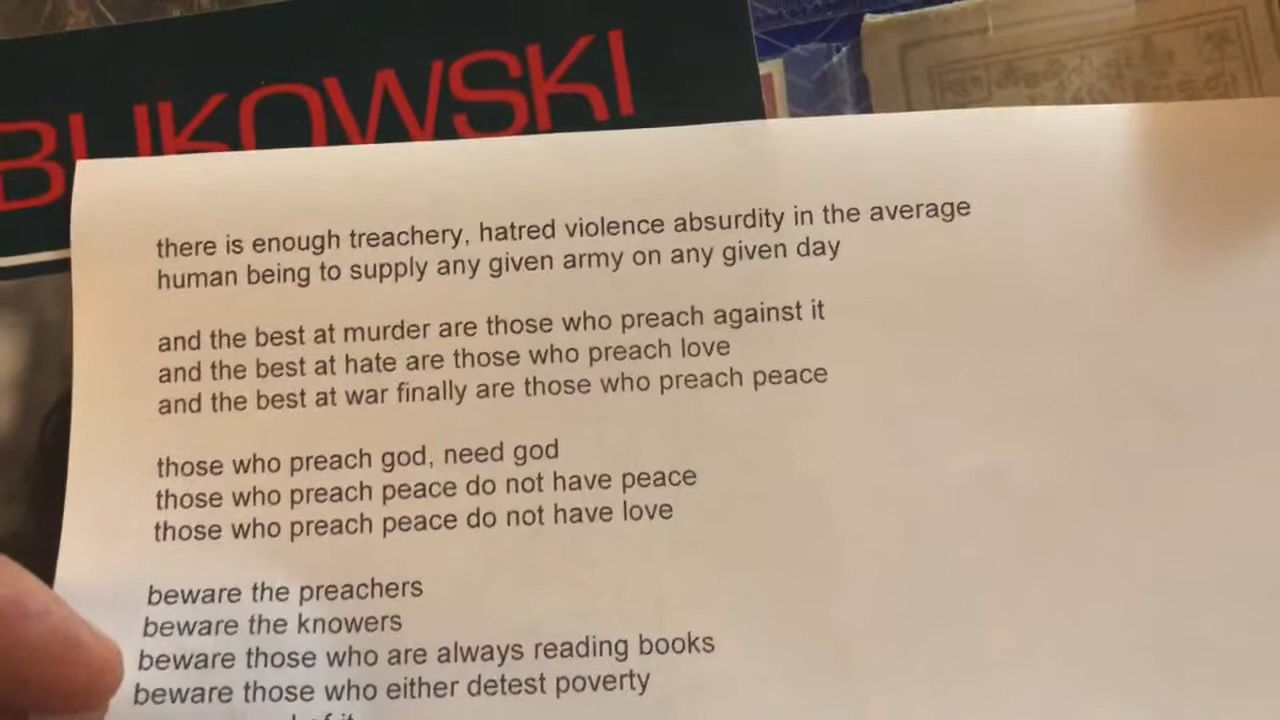 BUKOWSKI
there is enough treachery, hatred violence absurdity in the average
human being to supply any given army on any given day
and the best at murder are those who preach against it
and the best at hate are those who preach love
and the best at war finally are those who preach peace
those who preach god, need god
those who preach peace do not have peace
those who preach peace do not have love
beware the preachers
beware the knowers
beware those who are always reading books
beware those who either detest poverty
of it